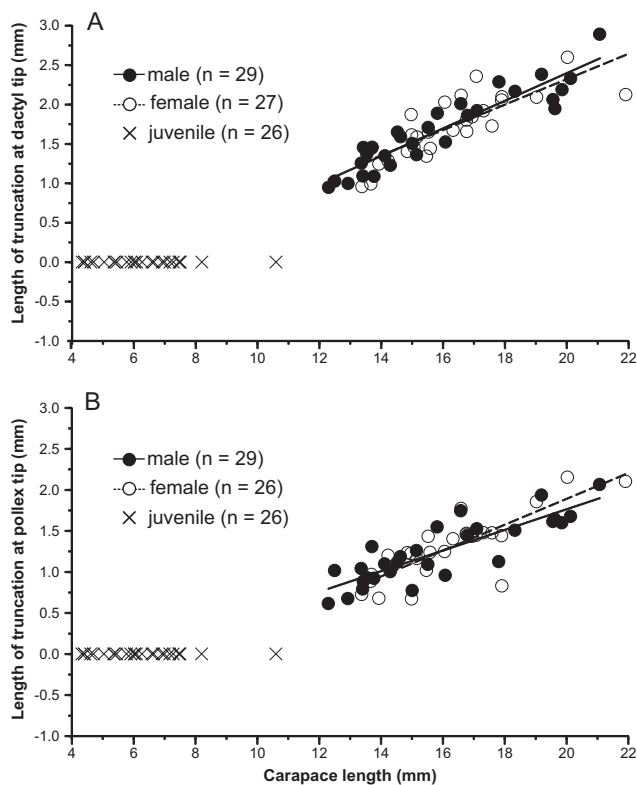 A
Length of truncation at dactyl tip (mm)
3.0
2.5
2.0
1.5
1.0
0.5
0.0
-0.5
-1.0
male (n = 29)
female (n = 27)
juvenile (n = 26)
4 6 8 10 12 14 16 18 20 22
B
Length of truncation at pollex tip (mm)
3.0
2.5
2.0
1.5
1.0
0.5
0.0
-0.5
-1.0
male (n = 29)
female (n = 26)
juvenile (n = 26)
4 6 8 10 12 14 16 18 20 22
Carapace length (mm)